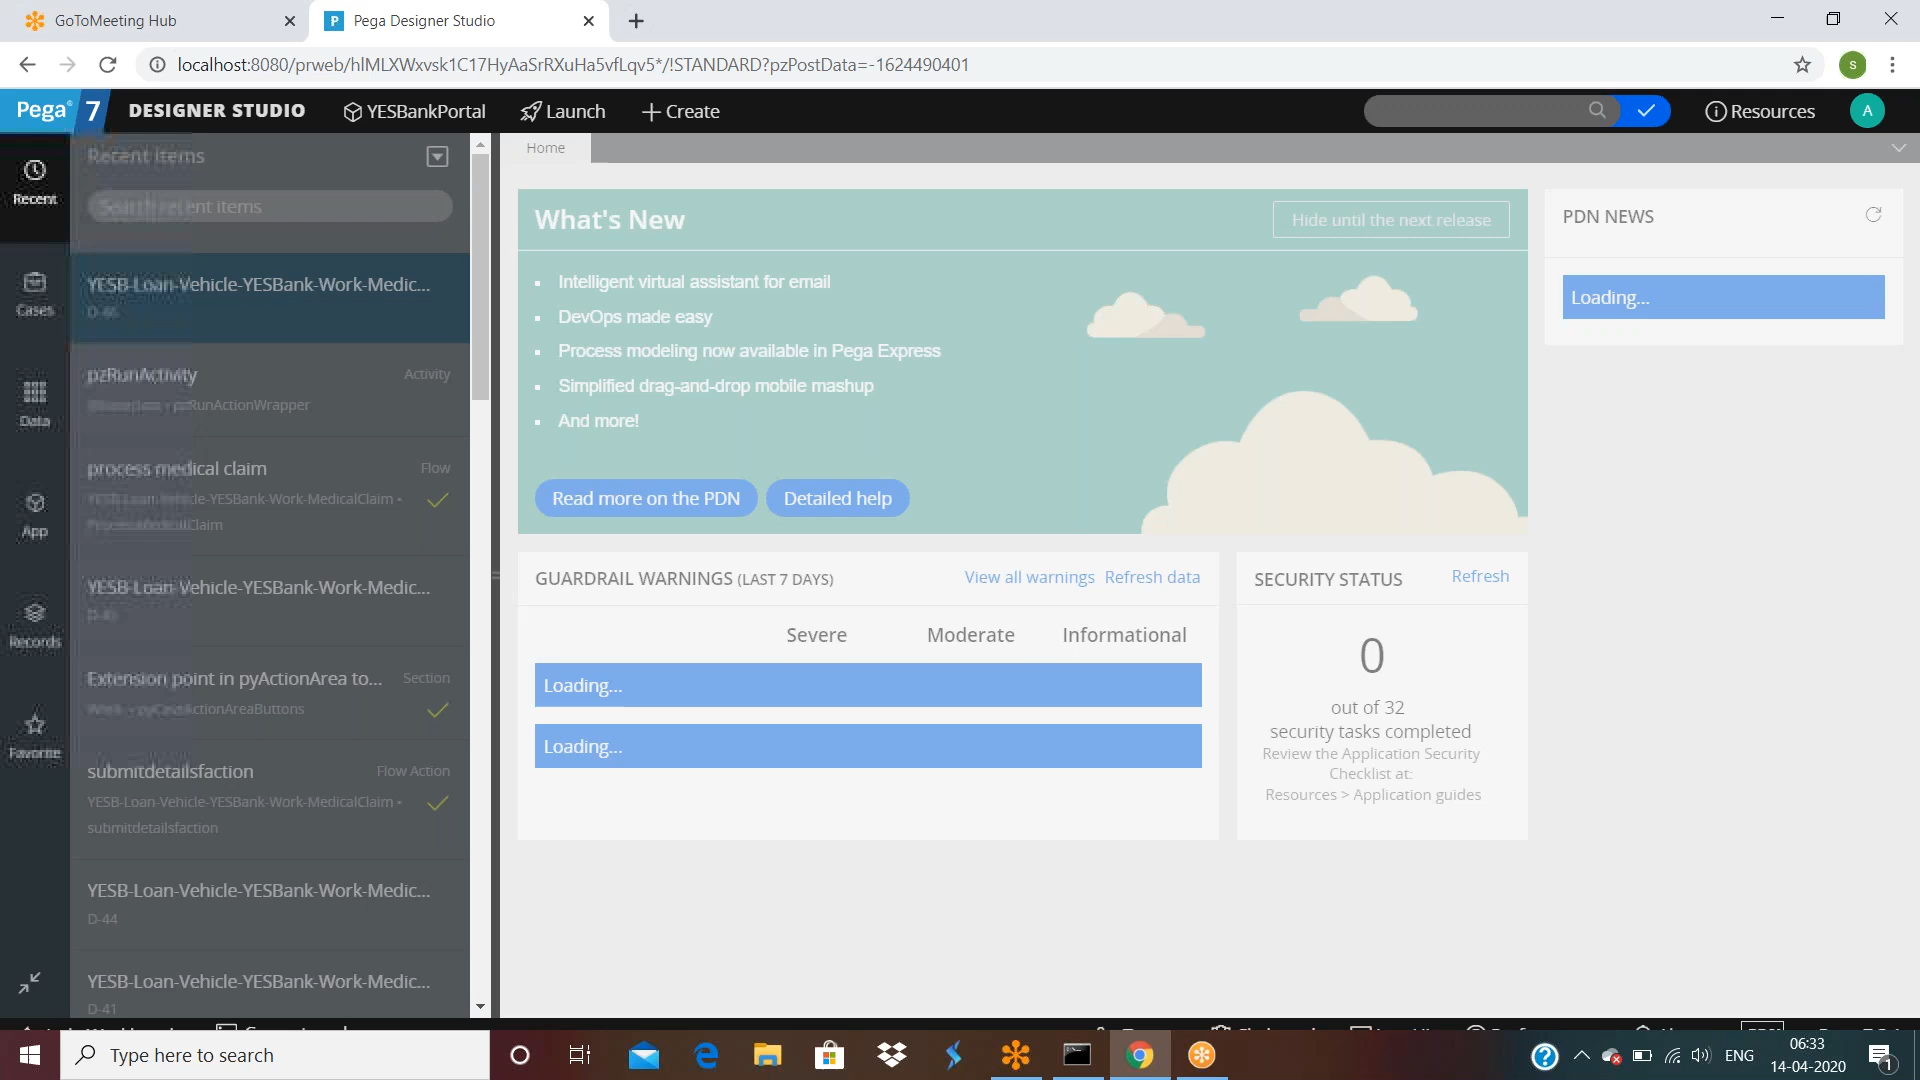 GoToMeeting Hub
Pega Designer Studio
localhost:8080/prweb/hlMLXWxvsk1C17HyAaSrRXuHa5vfLqv5*/!STANDARD?pzPostData=-1624490401
S
Pega 7 DESIGNER STUDIO YESBankPortal Launch Create Resources A
Home
Recent
Cases
Data
App
Records
Favorite
Recent items
Search recent items
YESB-Loan-Vehicle-YESBank-Work-Medic...
D-46
pzRunActivity Activity
pzRunActionWrapper
process medical claim Flow
YESB-Loan-Vehicle-YESBank-Work-MedicalClaim •
ProcessMedicalClaim
YESB-Loan-Vehicle-YESBank-Work-Medic...
Extension point in pyActionArea to... Section
Work • pyCaseActionAreaButtons
submitdetailsfaction Flow Action
YESB-Loan-Vehicle-YESBank-Work-MedicalClaim •
submitdetailsfaction
YESB-Loan-Vehicle-YESBank-Work-Medic...
D-44
YESB-Loan-Vehicle-YESBank-Work-Medic...
D-41
What's New
Hide until the next release
Intelligent virtual assistant for email
DevOps made easy
Process modeling now available in Pega Express
Simplified drag-and-drop mobile mashup
And more!
Read more on the PDN
Detailed help
PDN NEWS
Loading...
GUARDRAIL WARNINGS (LAST 7 DAYS) View all warnings Refresh data
Severe Moderate Informational
Loading...
Loading...
SECURITY STATUS Refresh
0
out of 32
security tasks completed
Review the Application Security
Checklist at:
Resources > Application guides
Type here to search
ENG
06:33
14-04-2020
1